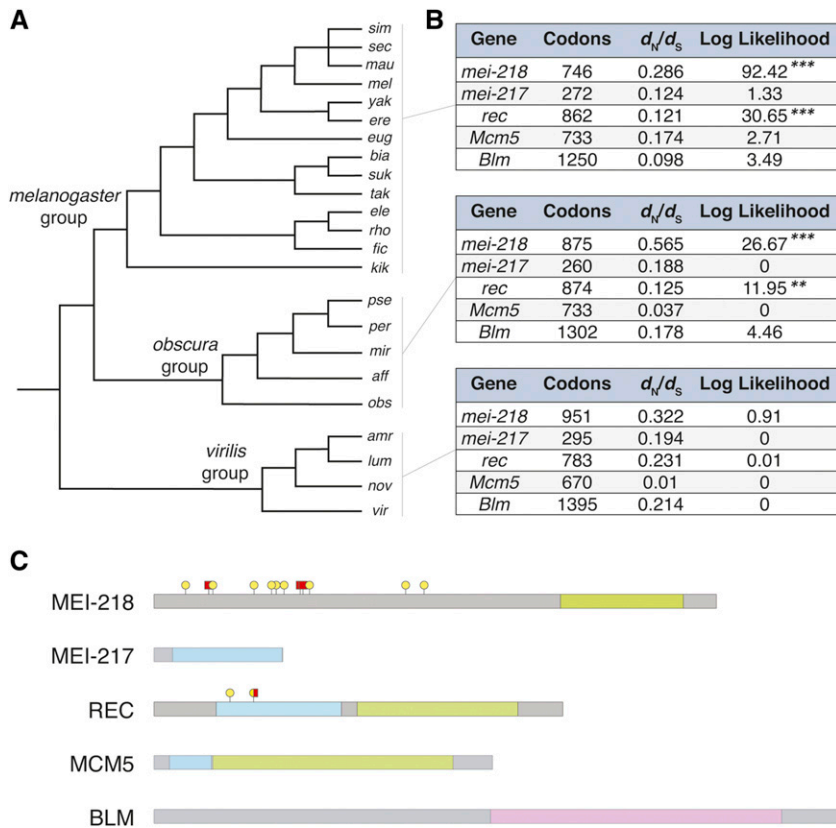 A
sim
sec
mau
mel
yak
ere
eug
bia
suk
tak
ele
rho
fic
kik
melanogaster
group
pse
per
mir
aff
obs
obscura
group
amr
lum
nov
vir
virilis
group
B
Gene Codons dN/dS Log Likelihood
mei-218 746 0.286 92.42 ***
mei-217 272 0.124 1.33
rec 862 0.121 30.65 ***
Mcm5 733 0.174 2.71
Blm 1250 0.098 3.49
Gene Codons dN/dS Log Likelihood
mei-218 875 0.565 26.67 ***
mei-217 260 0.188 0
rec 874 0.125 11.95 **
Mcm5 733 0.037 0
Blm 1302 0.178 4.46
Gene Codons dN/dS Log Likelihood
mei-218 951 0.322 0.91
mei-217 295 0.194 0
rec 783 0.231 0.01
Mcm5 670 0.01 0
Blm 1395 0.214 0
C
MEI-218
MEI-217
REC
MCM5
BLM